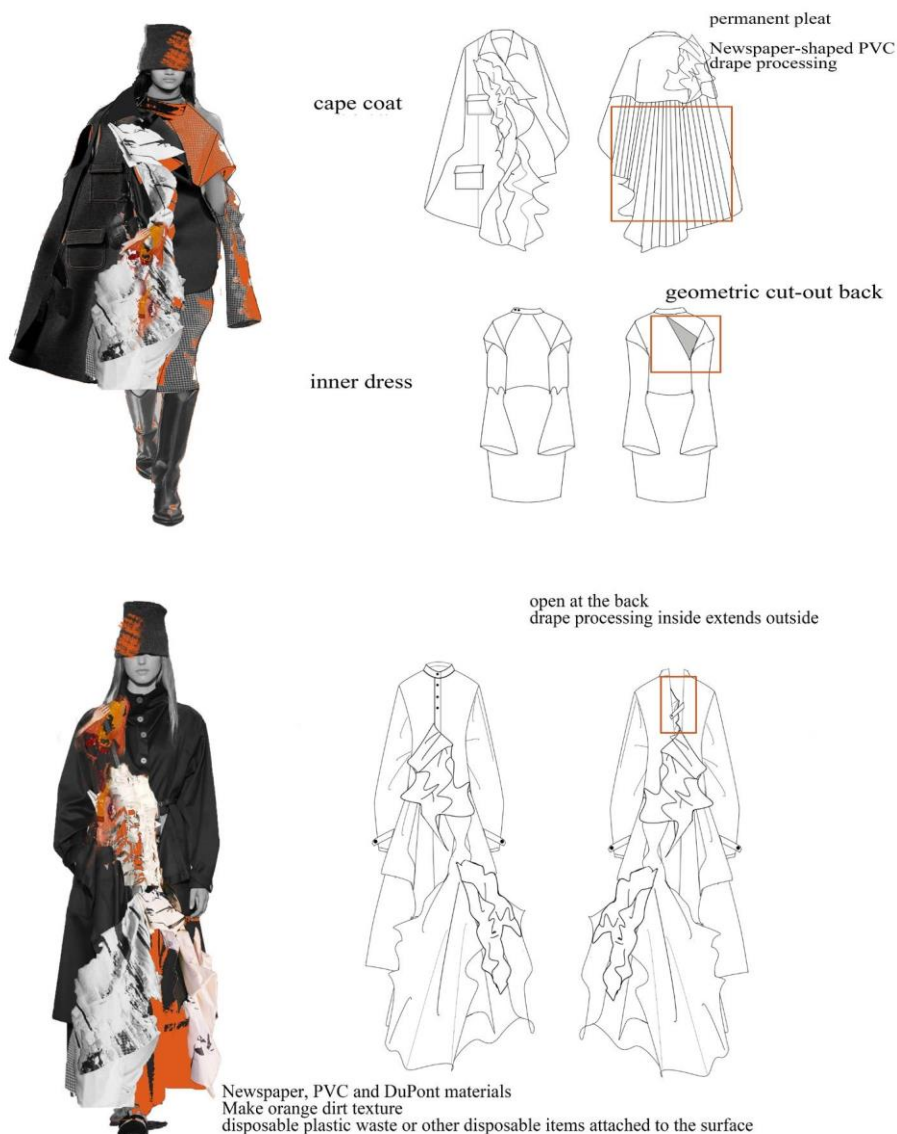 permanent pleat
Newspaper-shaped PVC
drape processing
cape coat
geometric cut-out back
inner dress
open at the back
drape processing inside extends outside
Newspaper, PVC and DuPont materials
Make orange dirt texture
disposable plastic waste or other disposable items attached to the surface